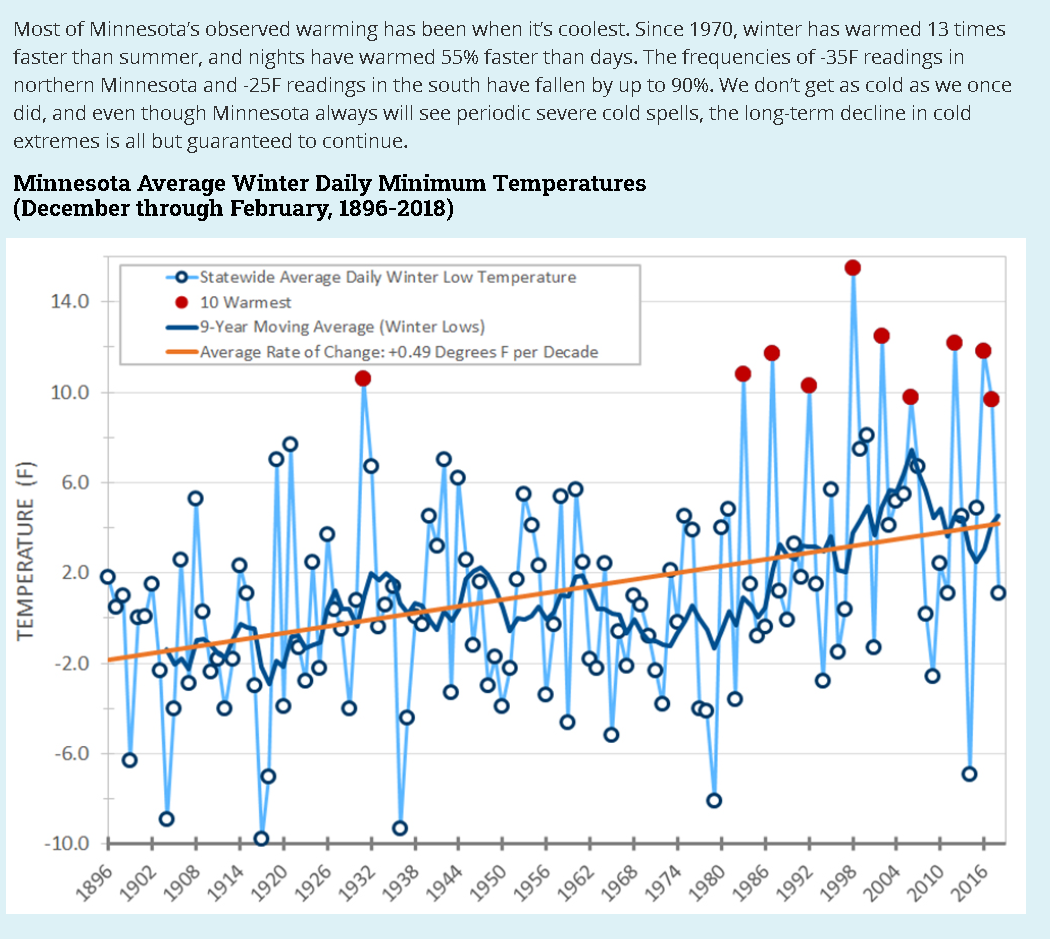 Most of Minnesota’s observed warming has been when it’s coolest. Since 1970, winter has warmed 13 times
faster than summer, and nights have warmed 55% faster than days. The frequencies of -35F readings in
northern Minnesota and -25F readings in the south have fallen by up to 90%. We don’t get as cold as we once
did, and even though Minnesota always will see periodic severe cold spells, the long-term decline in cold
extremes is all but guaranteed to continue.
Minnesota Average Winter Daily Minimum Temperatures
(December through February, 1896-2018)
Statewide Average Daily Winter Low Temperature
10 Warmest
9-Year Moving Average (Winter Lows)
Average Rate of Change: +0.49 Degrees F per Decade
TEMPERATURE (F)
14.0
10.0
6.0
2.0
-2.0
-6.0
-10.0
1896
1902
1908
1914
1920
1926
1932
1938
1944
1950
1956
1962
1968
1974
1980
1986
1992
1998
2004
2010
2016